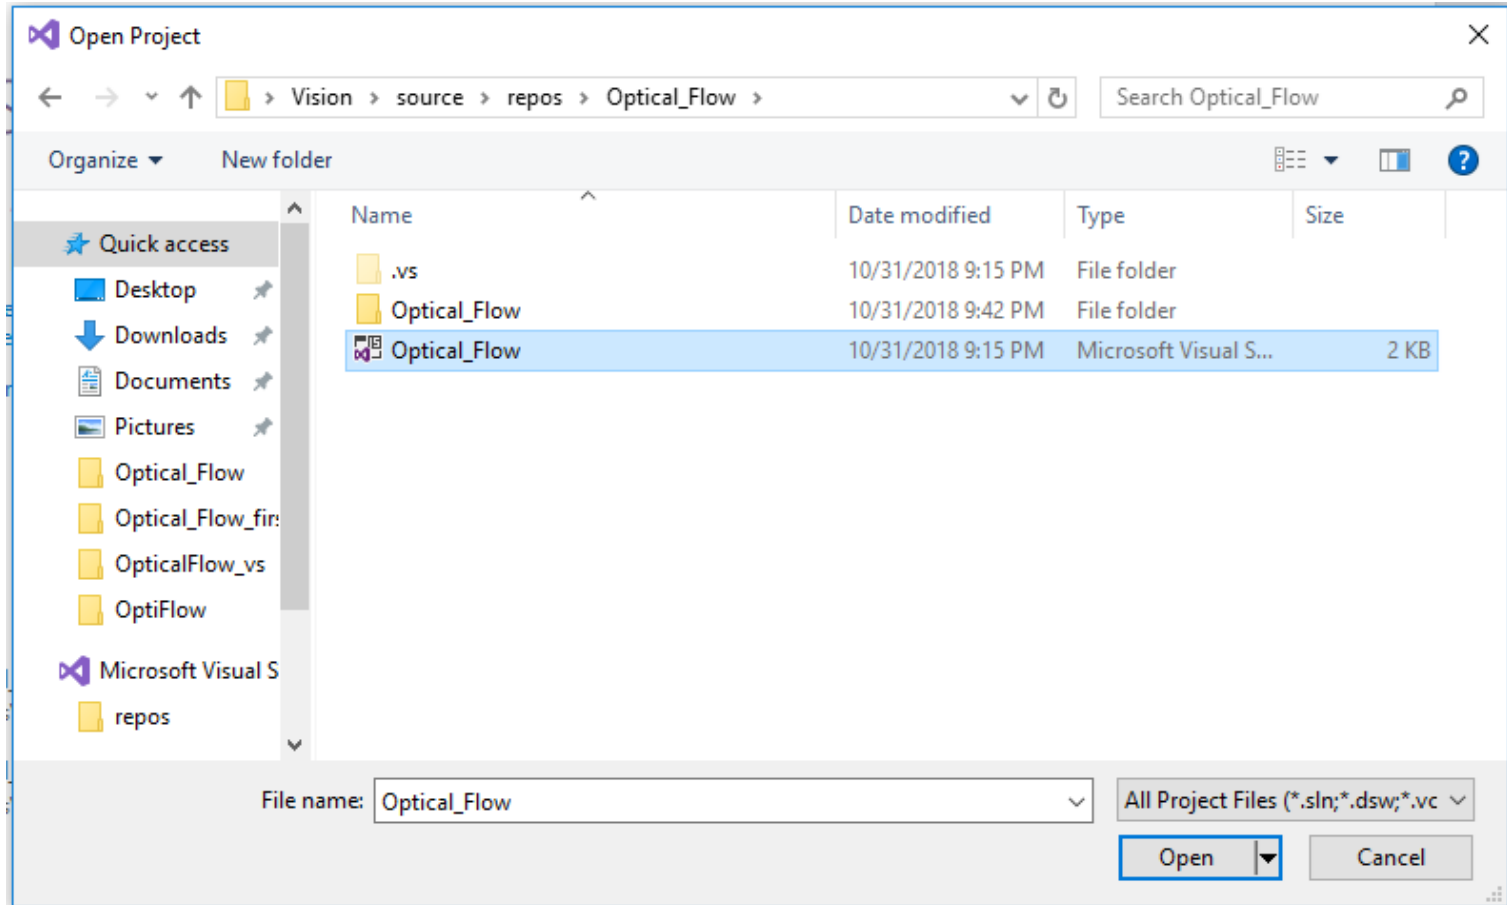 Open Project
Vision > source > repos > Optical_Flow >
Search Optical_Flow
Organize New folder
Name Date modified Type Size
Quick access
Desktop
Downloads
Documents
Pictures
Optical_Flow
Optical_Flow_firs
OpticalFlow_vs
OptiFlow
Microsoft Visual S
repos
.vs 10/31/2018 9:15 PM File folder
Optical_Flow 10/31/2018 9:42 PM File folder
Optical_Flow 10/31/2018 9:15 PM Microsoft Visual S... 2 KB
File name: Optical_Flow
All Project Files (*.sln;*.dsw;*.vc
Open Cancel